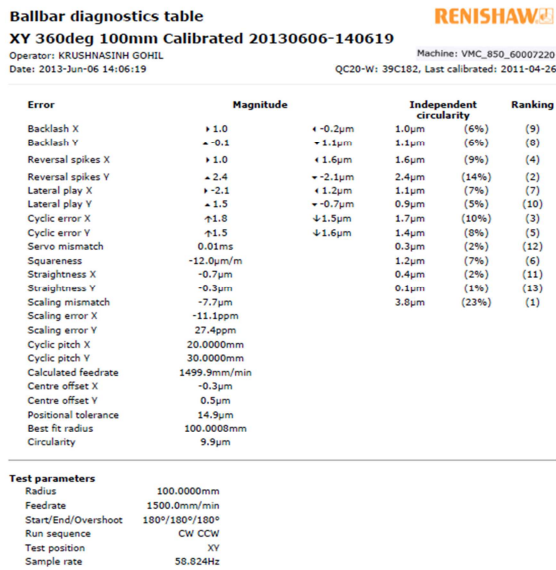 Ballbar diagnostics table
RENISHAW
XY 360deg 100mm Calibrated 20130606-140619
Operator: KRUSHNASINH GOHIL Machine: VMC_850_60007220
Date: 2013-Jun-06 14:06:19 QC20-W: 39C182, Last calibrated: 2011-04-26
Error Magnitude Independent circularity Ranking
Backlash X ▸ 1.0 ◂ -0.2µm 1.0µm (6%) (9)
Backlash Y ▴ -0.1 ▾ 1.1µm 1.1µm (6%) (8)
Reversal spikes X ▸ 1.0 ◂ 1.6µm 1.6µm (9%) (4)
Reversal spikes Y ▴ 2.4 ▾ -2.1µm 2.4µm (14%) (2)
Lateral play X ▸ -2.1 ◂ 1.2µm 1.1µm (7%) (7)
Lateral play Y ▴ 1.5 ▾ -0.7µm 0.9µm (5%) (10)
Cyclic error X ↑1.8 ↓1.5µm 1.7µm (10%) (3)
Cyclic error Y ↑1.5 ↓1.6µm 1.4µm (8%) (5)
Servo mismatch 0.01ms 0.3µm (2%) (12)
Squareness -12.0µm/m 1.2µm (7%) (6)
Straightness X -0.7µm 0.4µm (2%) (11)
Straightness Y -0.3µm 0.1µm (1%) (13)
Scaling mismatch -7.7µm 3.8µm (23%) (1)
Scaling error X -11.1ppm
Scaling error Y 27.4ppm
Cyclic pitch X 20.0000mm
Cyclic pitch Y 30.0000mm
Calculated feedrate 1499.9mm/min
Centre offset X -0.3µm
Centre offset Y 0.5µm
Positional tolerance 14.9µm
Best fit radius 100.0008mm
Circularity 9.9µm
Test parameters
Radius 100.0000mm
Feedrate 1500.0mm/min
Start/End/Overshoot 180°/180°/180°
Run sequence CW CCW
Test position XY
Sample rate 58.824Hz